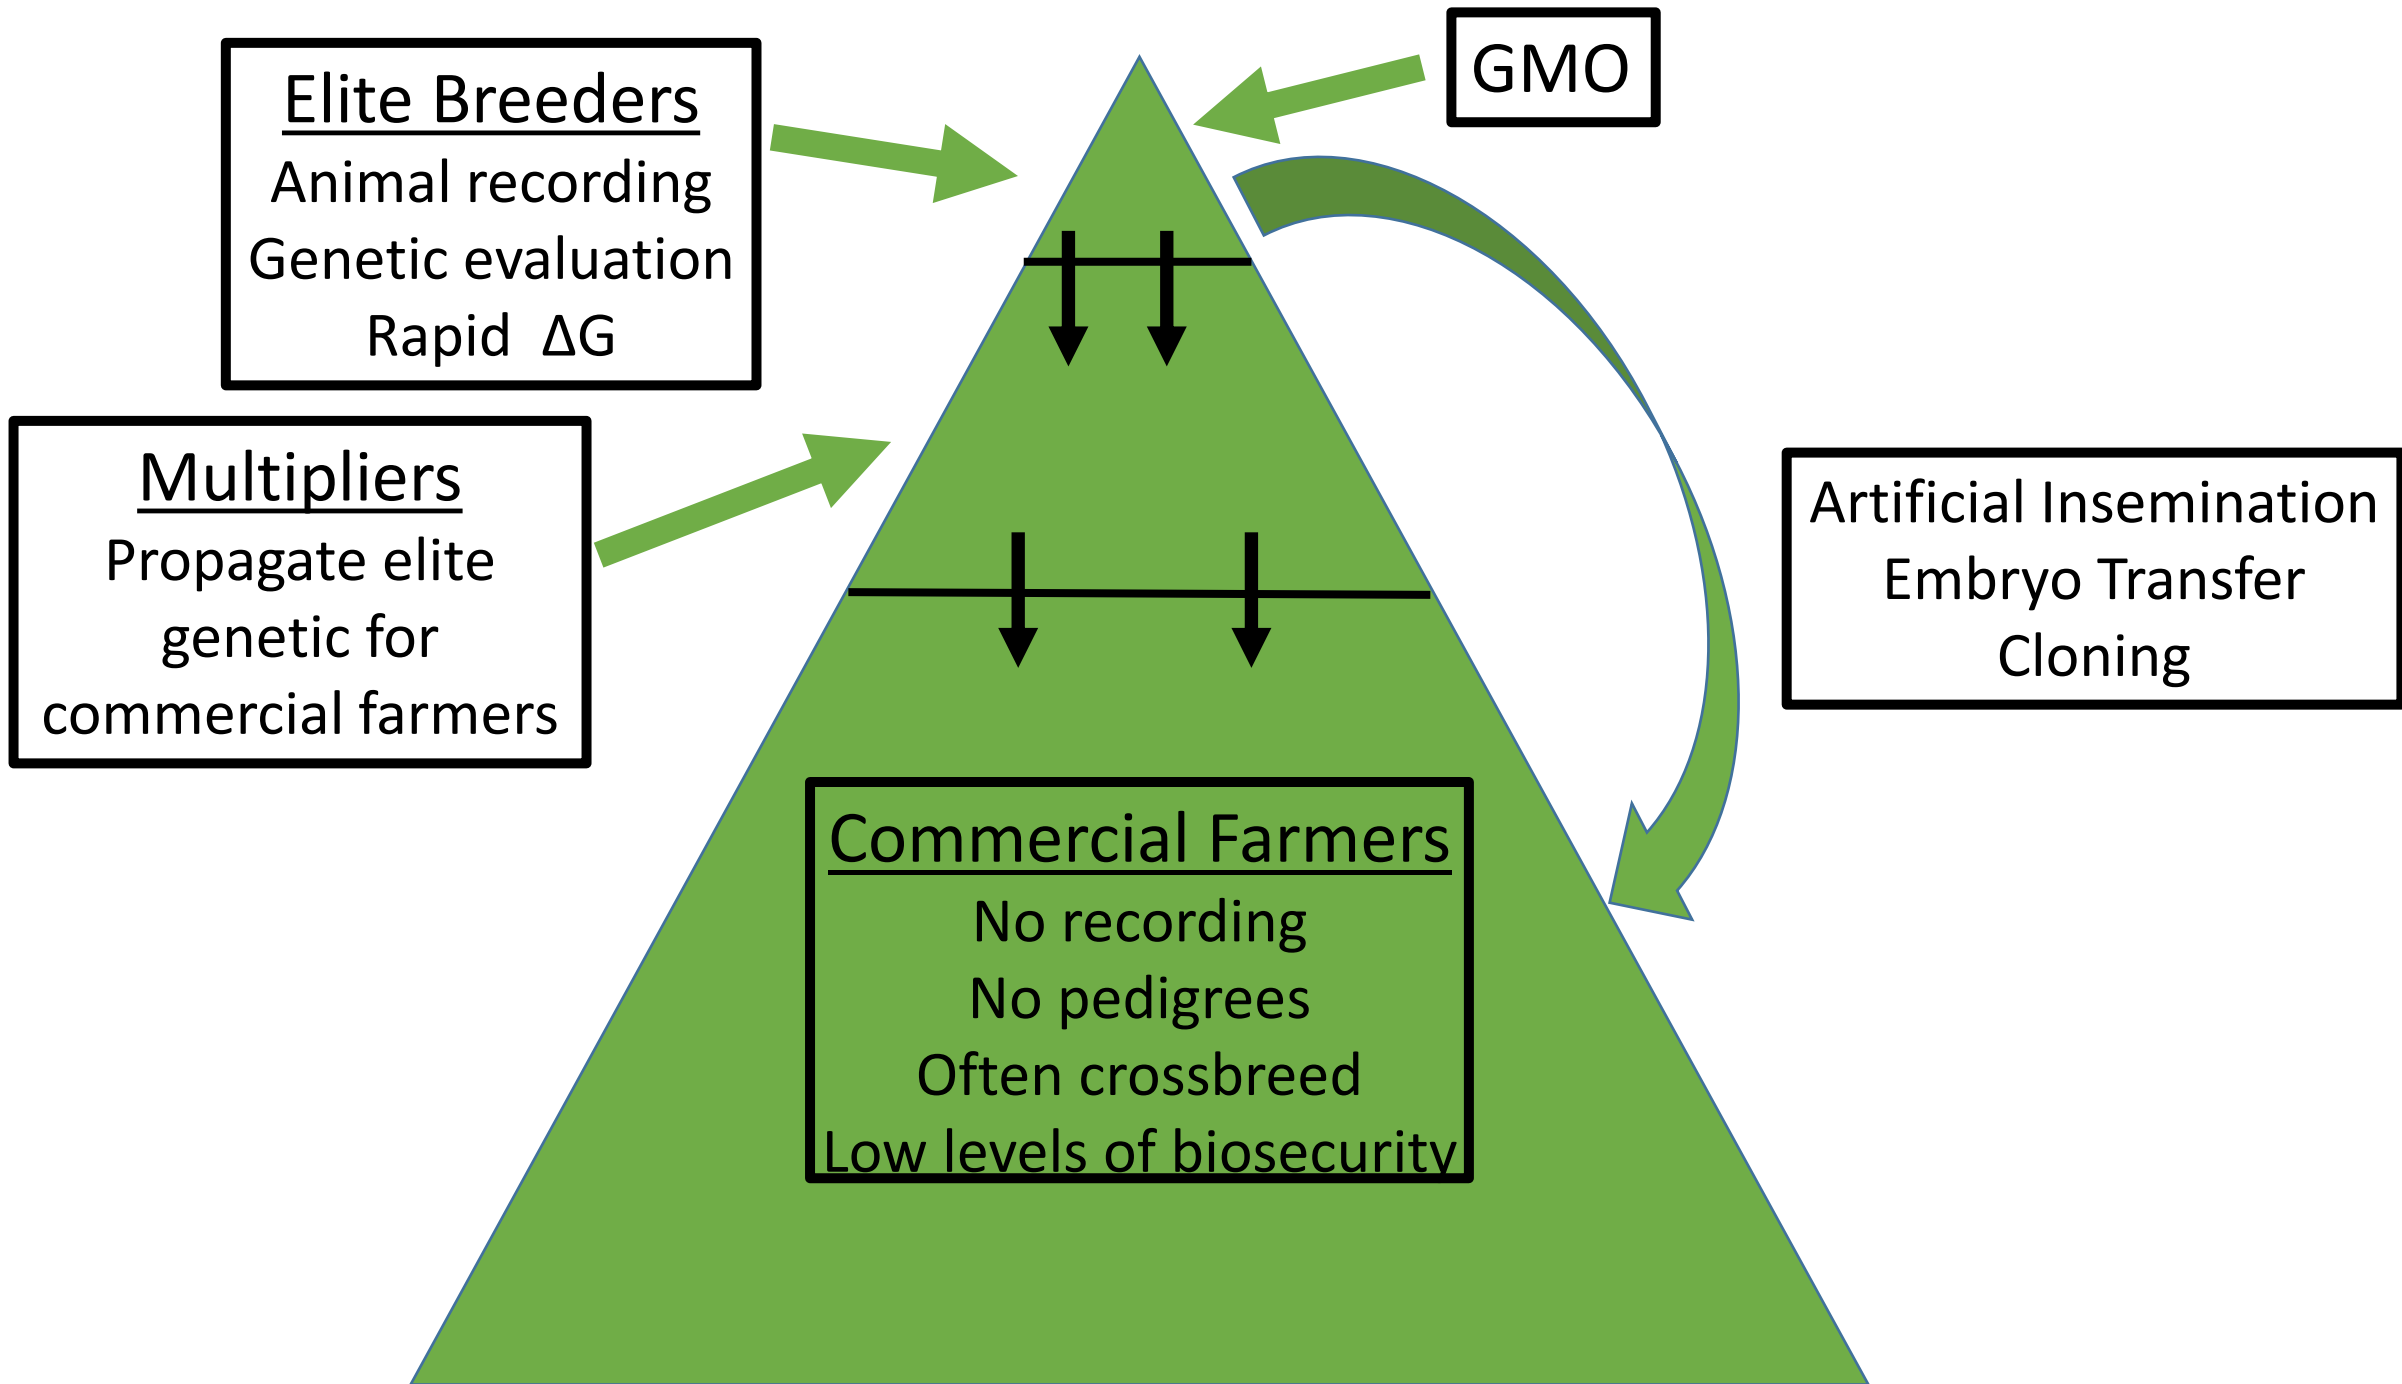 Elite Breeders
Animal recording
Genetic evaluation
Rapid ΔG
GMO
Multipliers
Propagate elite
genetic for
commercial farmers
Artificial Insemination
Embryo Transfer
Cloning
Commercial Farmers
No recording
No pedigrees
Often crossbreed
Low levels of biosecurity